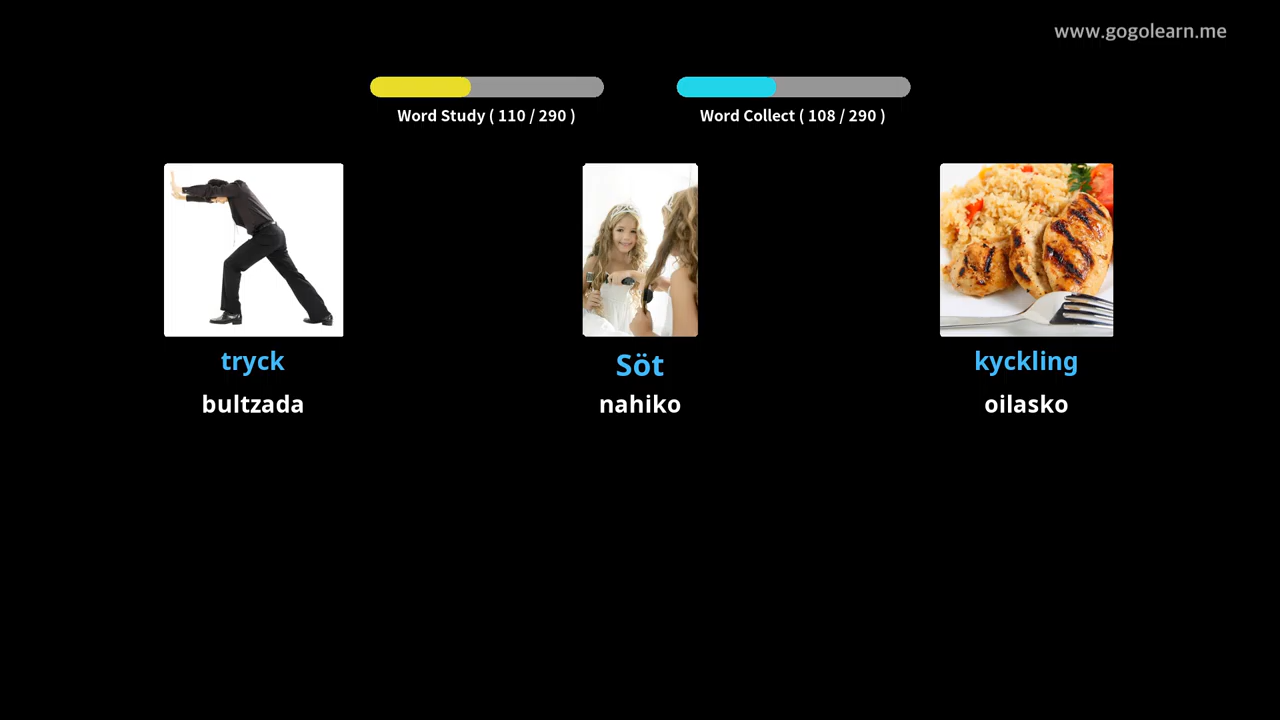 www.gogolearn.me
Word Study ( 110 / 290 )
Word Collect ( 108 / 290 )
tryck
Söt
kyckling
bultzada
nahiko
oilasko